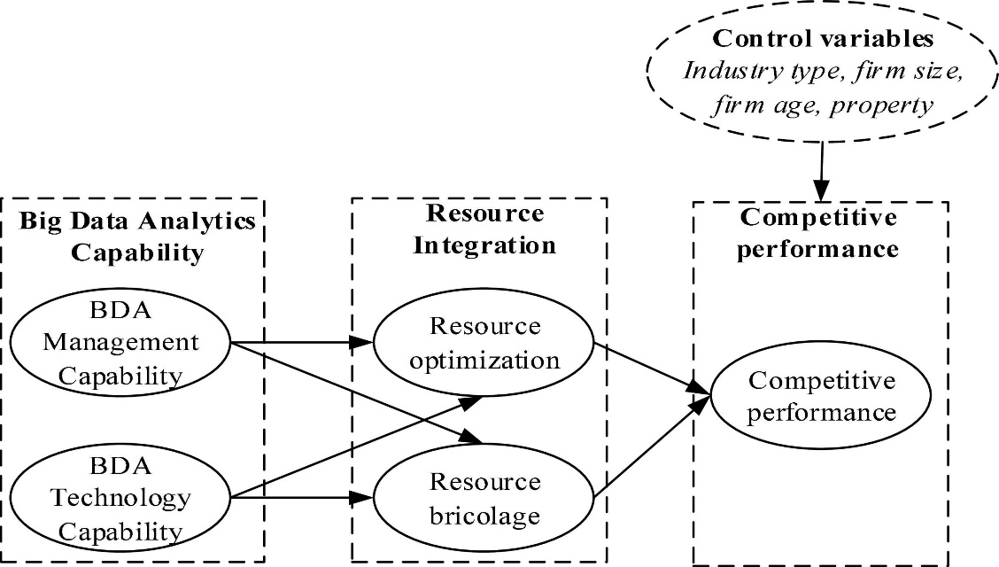 Control variables
Industry type, firm size,
firm age, property
Big Data Analytics
Capability
BDA
Management
Capability
BDA
Technology
Capability
Resource
Integration
Resource
optimization
Resource
bricolage
Competitive
performance
Competitive
performance